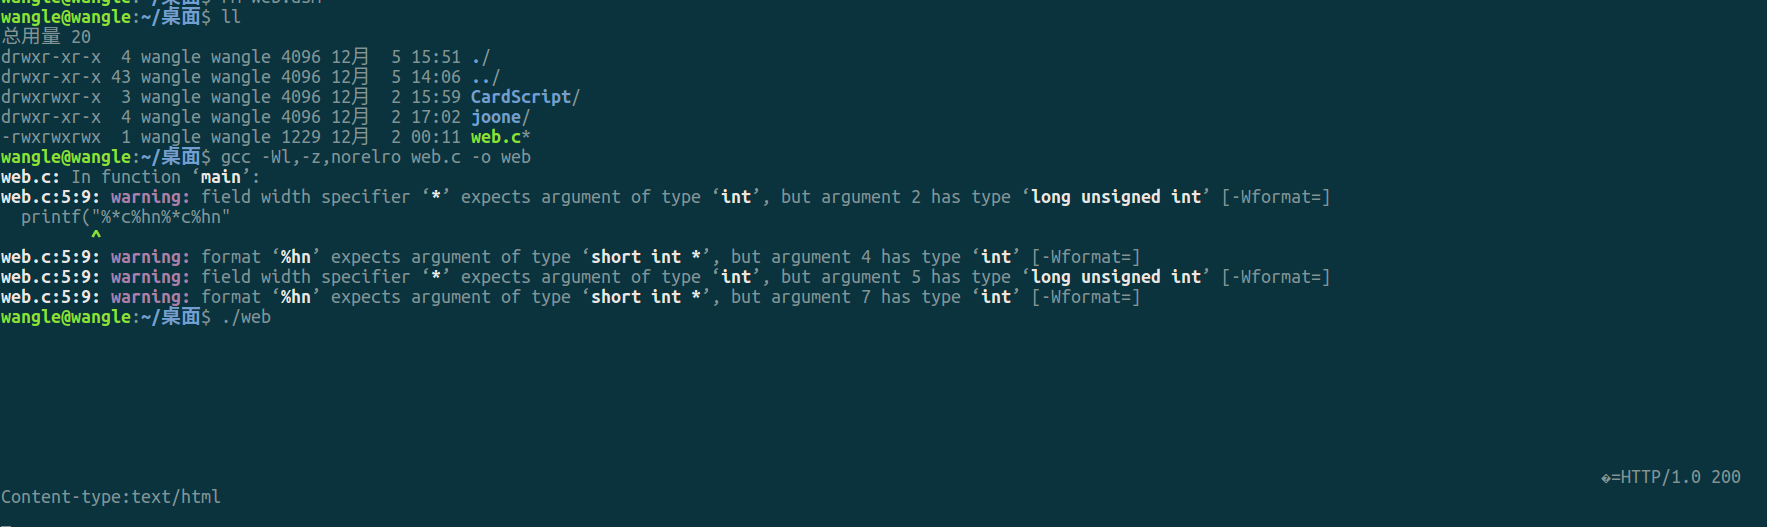 wangle@wangle:~/桌面$ ll
总用量 20
drwxr-xr-x  4 wangle wangle 4096 12月  5 15:51 ./
drwxr-xr-x 43 wangle wangle 4096 12月  5 14:06 ../
drwxrwxr-x  3 wangle wangle 4096 12月  2 15:59 CardScript/
drwxr-xr-x  4 wangle wangle 4096 12月  2 17:02 joone/
-rwxrwxrwx  1 wangle wangle 1229 12月  2 00:11 web.c*
wangle@wangle:~/桌面$ gcc -Wl,-z,norelro web.c -o web
web.c: In function ‘main’:
web.c:5:9: warning: field width specifier ‘*’ expects argument of type ‘int’, but argument 2 has type ‘long unsigned int’ [-Wformat=]
  printf("%*c%hn%*c%hn"
         ^
web.c:5:9: warning: format ‘%hn’ expects argument of type ‘short int *’, but argument 4 has type ‘int’ [-Wformat=]
web.c:5:9: warning: field width specifier ‘*’ expects argument of type ‘int’, but argument 5 has type ‘long unsigned int’ [-Wformat=]
web.c:5:9: warning: format ‘%hn’ expects argument of type ‘short int *’, but argument 7 has type ‘int’ [-Wformat=]
wangle@wangle:~/桌面$ ./web
�=HTTP/1.0 200
Content-type:text/html